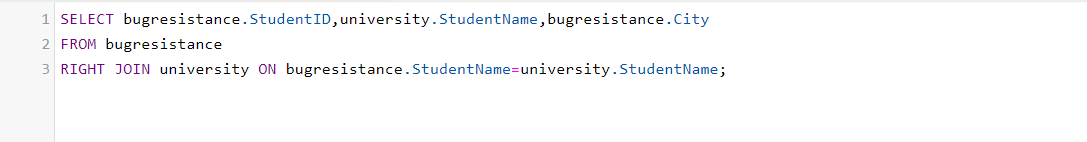 1 SELECT bugresistance.StudentID,university.StudentName,bugresistance.City
2 FROM bugresistance
3 RIGHT JOIN university ON bugresistance.StudentName=university.StudentName;